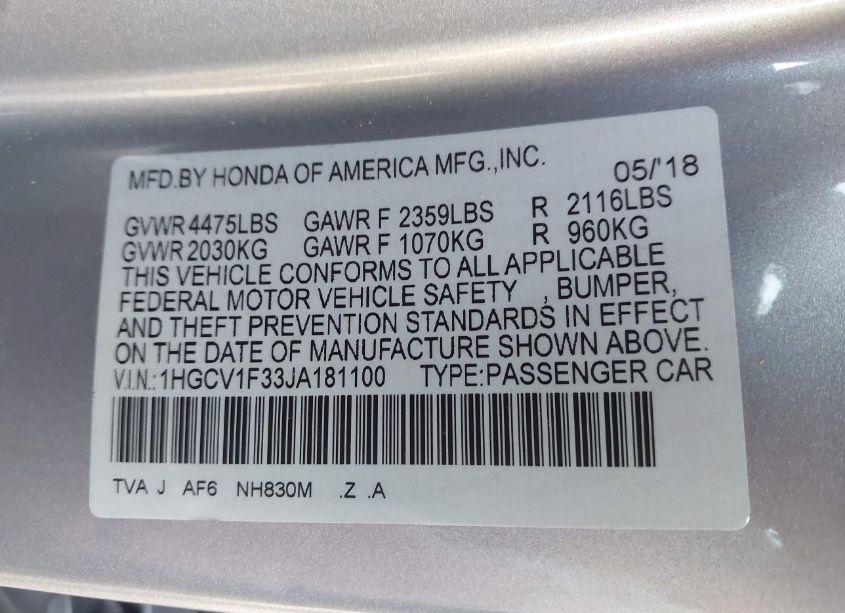 MFD.BY HONDA OF AMERICA MFG.,INC. 05/'18
GVWR 4475LBS GAWR F 2359LBS R 2116LBS
GVWR 2030KG GAWR F 1070KG R 960KG
THIS VEHICLE CONFORMS TO ALL APPLICABLE
FEDERAL MOTOR VEHICLE SAFETY , BUMPER,
AND THEFT PREVENTION STANDARDS IN EFFECT
ON THE DATE OF MANUFACTURE SHOWN ABOVE.
V.I.N.:1HGCV1F33JA181100 TYPE:PASSENGER CAR
TVA J AF6 NH830M .Z .A